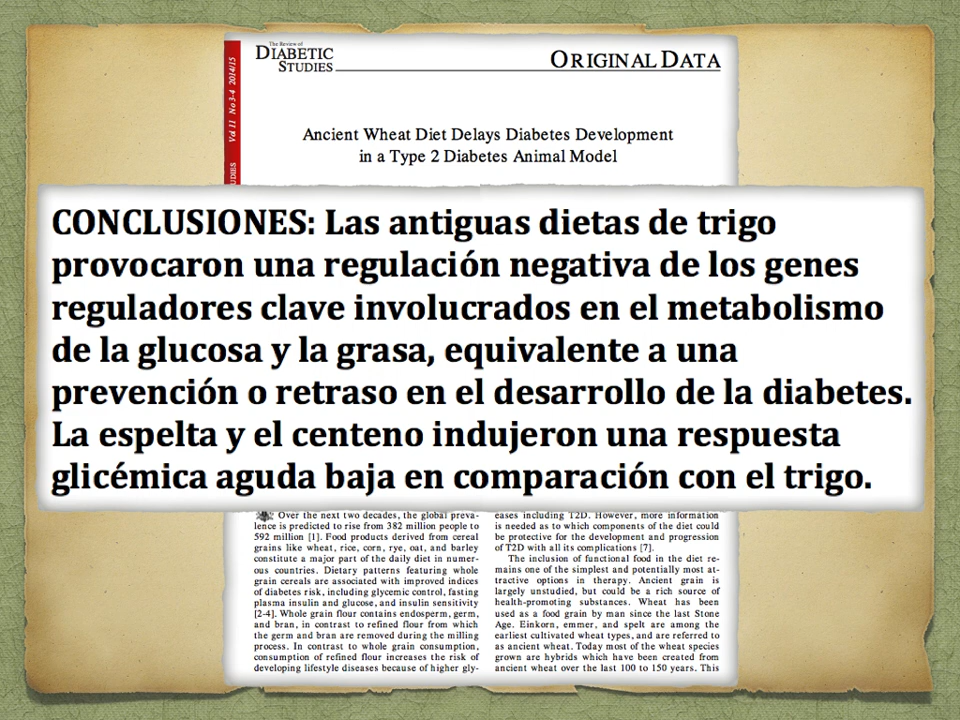 The Review of
DIABETIC
STUDIES
ORIGINAL DATA
Vol 11 No 3-4 2014/15
UDIES
Ancient Wheat Diet Delays Diabetes Development
in a Type 2 Diabetes Animal Model
CONCLUSIONES: Las antiguas dietas de trigo
provocaron una regulación negativa de los genes
reguladores clave involucrados en el metabolismo
de la glucosa y la grasa, equivalente a una
prevención o retraso en el desarrollo de la diabetes.
La espelta y el centeno indujeron una respuesta
glicémica aguda baja en comparación con el trigo.
Over the next two decades, the global preva-
lence is predicted to rise from 382 million people to
592 million [1]. Food products derived from cereal
grains like wheat, rice, corn, rye, oat, and barley
constitute a major part of the daily diet in numer-
ous countries. Dietary patterns featuring whole
grain cereals are associated with improved indices
of diabetes risk, including glycemic control, fasting
plasma insulin and glucose, and insulin sensitivity
[2-4]. Whole grain flour contains endosperm, germ,
and bran, in contrast to refined flour from which
the germ and bran are removed during the milling
process. In contrast to whole grain consumption,
consumption of refined flour increases the risk of
developing lifestyle diseases because of higher gly-
eases including T2D. However, more information
is needed as to which components of the diet could
be protective for the development and progression
of T2D with all its complications [7].
The inclusion of functional food in the diet re-
mains one of the simplest and potentially most at-
tractive options in therapy. Ancient grain is
largely unstudied, but could be a rich source of
health-promoting substances. Wheat has been
used as a food grain by man since the last Stone
Age. Einkorn, emmer, and spelt are among the
earliest cultivated wheat types, and are referred to
as ancient wheat. Today most of the wheat species
grown are hybrids which have been created from
ancient wheat over the last 100 to 150 years. This